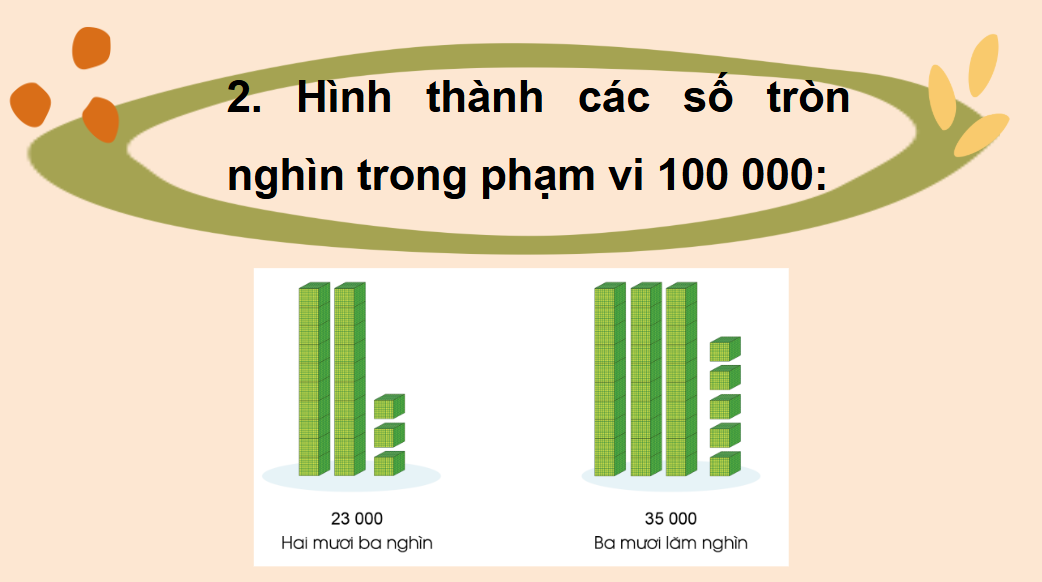 2. Hình thành các số tròn
nghìn trong phạm vi 100 000:
23 000
Hai mươi ba nghìn
35 000
Ba mươi lăm nghìn